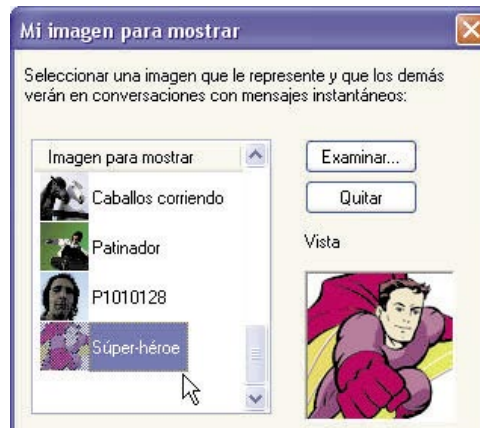 Mi imagen para mostrar
Seleccionar una imagen que le represente y que los demás
verán en conversaciones con mensajes instantáneos:
Imagen para mostrar
Caballos corriendo
Patinador
P1010128
Súper-héroe
Examinar...
Quitar
Vista